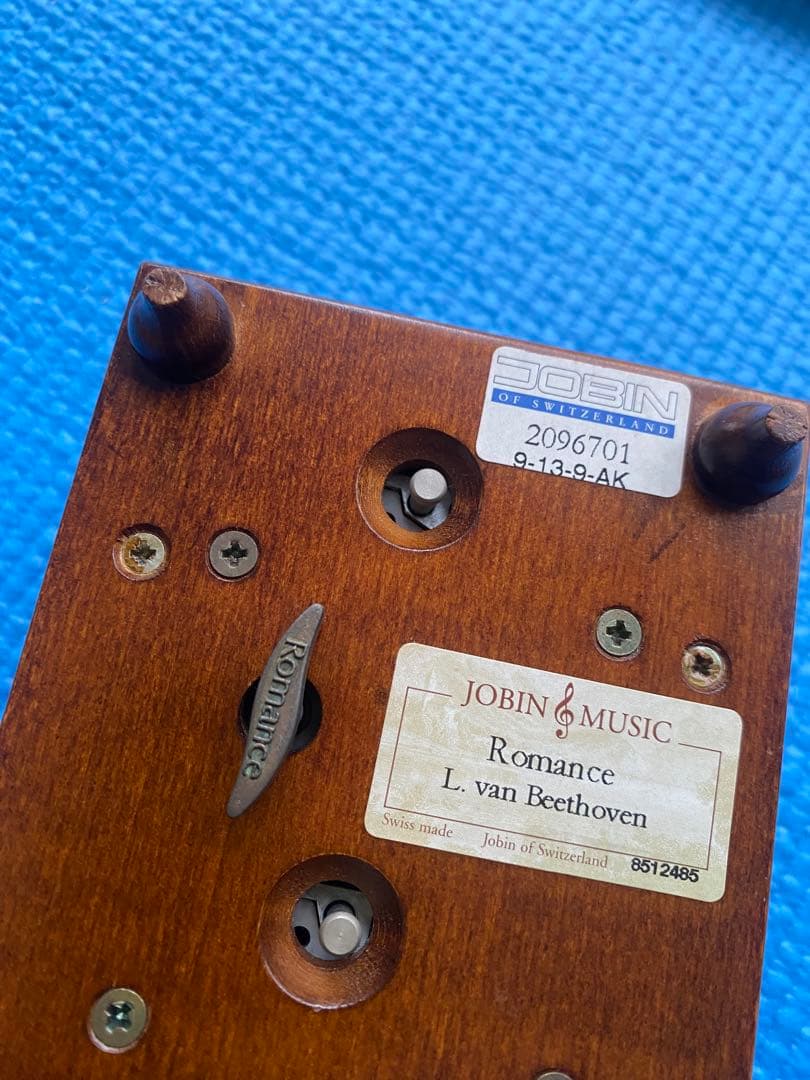 JOBIN
OF SWITZERLAND
2096701
9-13-9-AK
Romance
JOBIN MUSIC
Romance
L. van Beethoven
Swiss made Jobin of Switzerland 8512485